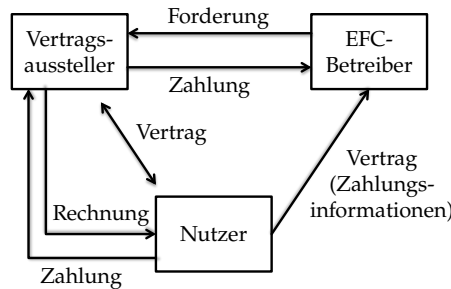 Forderung
Vertrags-
aussteller
EFC-
Betreiber
Zahlung
Vertrag
Vertrag
(Zahlungs-
informationen)
Rechnung
Nutzer
Zahlung